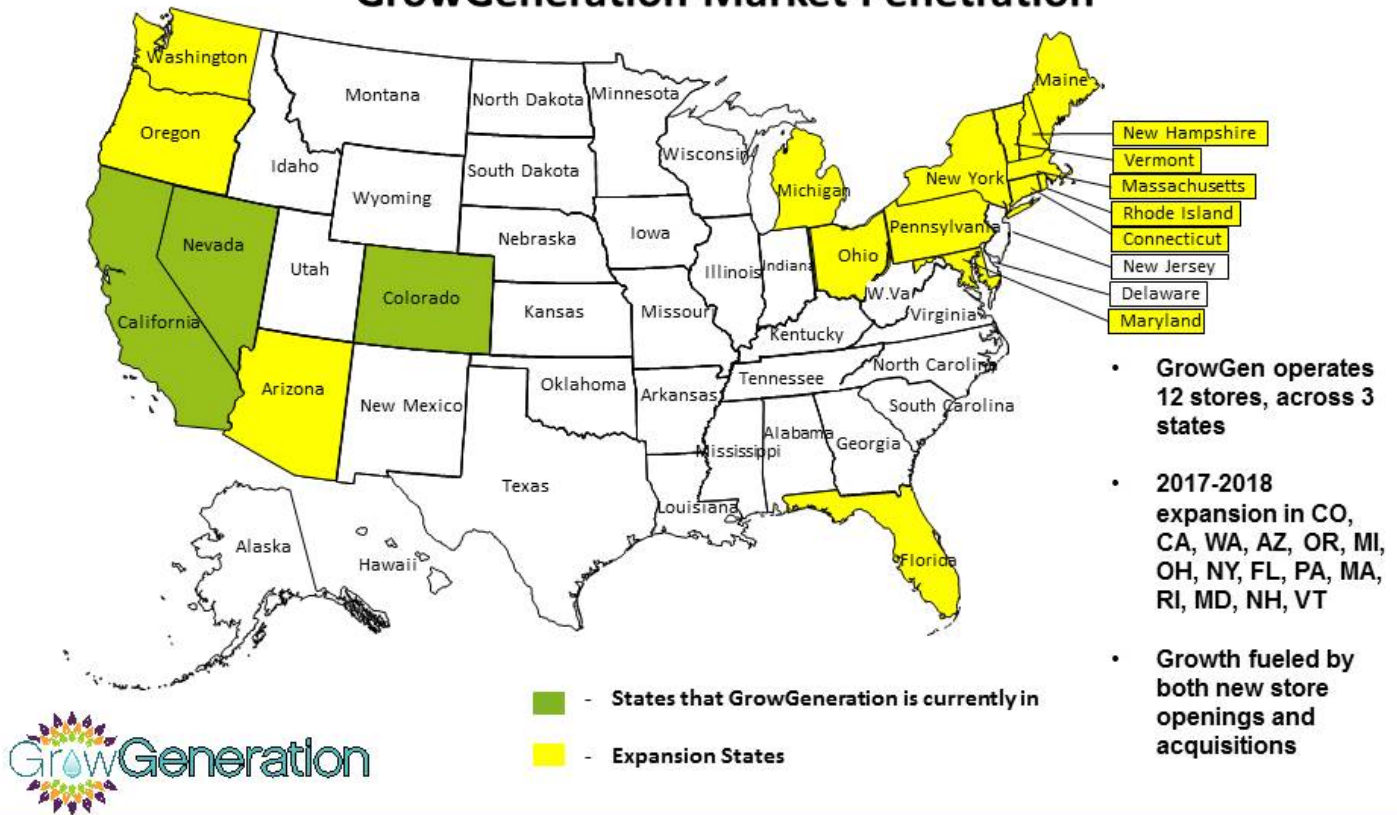 GrowGeneration Market Penetration
Washington
Montana
North Dakota
Minnesota
Maine
Oregon
Idaho
Wisconsin
South Dakota
Wyoming
Michigan
New York
New Hampshire
Vermont
Massachusetts
Rhode Island
Connecticut
New Jersey
Delaware
Maryland
Nevada
Utah
Nebraska
Iowa
Pennsylvania
Ohio
Illinois
Indiana
Colorado
California
Kansas
Missouri
W.Va
Virginia
Kentucky
Arizona
New Mexico
Oklahoma
Arkansas
Tennessee
North Carolina
South Carolina
Mississippi
Alabama
Georgia
Texas
Louisiana
Florida
Alaska
Hawaii
• GrowGen operates
12 stores, across 3
states
• 2017-2018
expansion in CO,
CA, WA, AZ, OR, MI,
OH, NY, FL, PA, MA,
RI, MD, NH, VT
• Growth fueled by
both new store
openings and
acquisitions
- States that GrowGeneration is currently in
- Expansion States
GrowGeneration